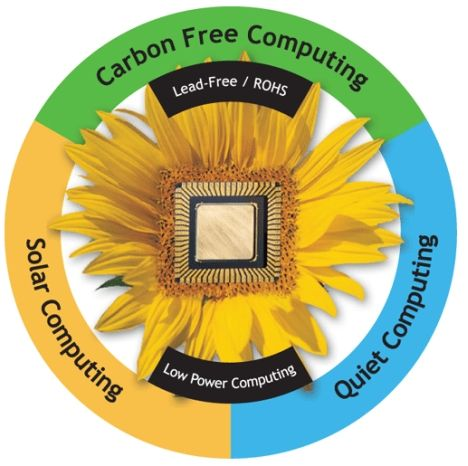 Carbon Free Computing
Lead-Free / ROHS
Solar Computing
Quiet Computing
Low Power Computing